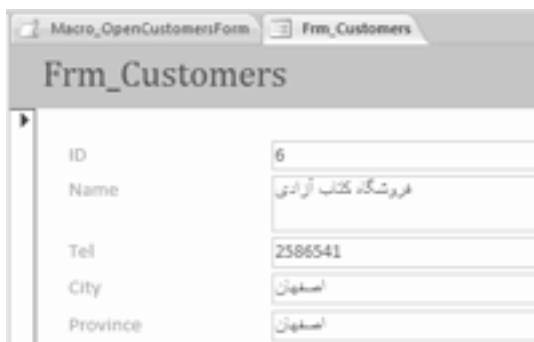 Macro_OpenCustomersForm Frm_Customers
Frm_Customers
ID 6
Name فروشگاه کتاب آزادی
Tel 2586541
City اصفهان
Province اصفهان